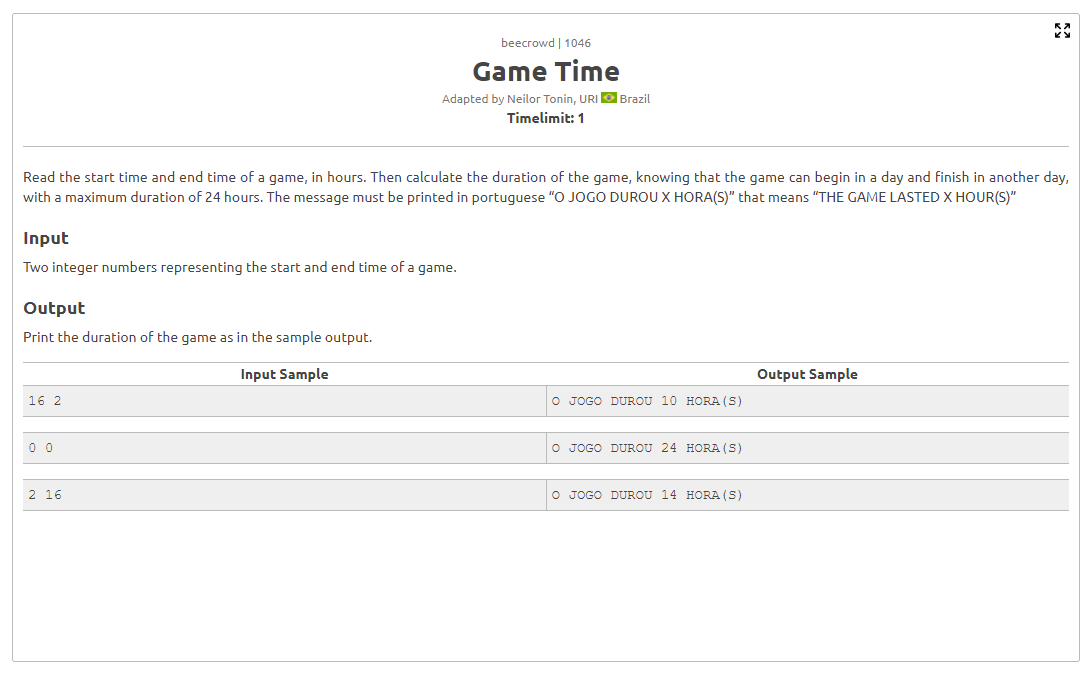 beecrowd | 1046
Game Time
Adapted by Neilor Tonin, URI Brazil
Timelimit: 1
Read the start time and end time of a game, in hours. Then calculate the duration of the game, knowing that the game can begin in a day and finish in another day,
with a maximum duration of 24 hours. The message must be printed in portuguese “O JOGO DUROU X HORA(S)” that means “THE GAME LASTED X HOUR(S)”
Input
Two integer numbers representing the start and end time of a game.
Output
Print the duration of the game as in the sample output.
Input Sample Output Sample
16 2 O JOGO DUROU 10 HORA(S)
0 0 O JOGO DUROU 24 HORA(S)
2 16 O JOGO DUROU 14 HORA(S)